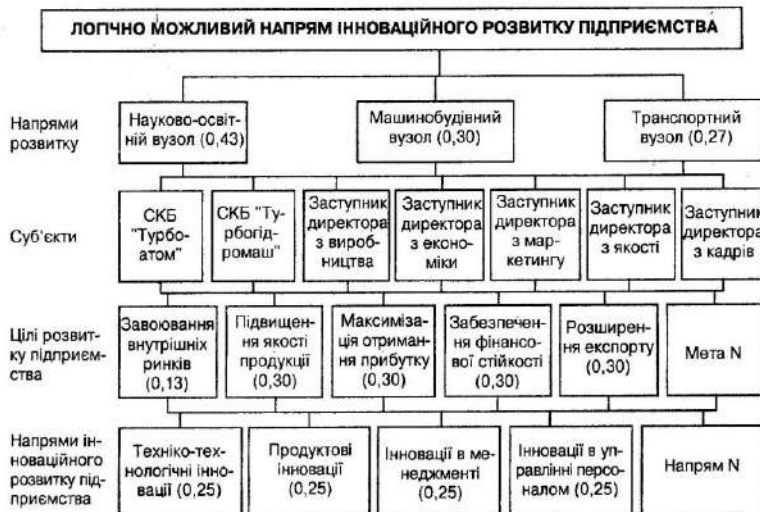 ЛОГІЧНО МОЖЛИВИЙ НАПРЯМ ІННОВАЦІЙНОГО РОЗВИТКУ ПІДПРИЄМСТВА
Напрями
розвитку
Науково-освіт-
ній вузол (0,43)
Машинобудівний
вузол (0,30)
Транспортний
вузол (0,27)
Суб'єкти
СКБ
"Турбо-
атом"
СКБ "Ту-
рбогід-
ромаш"
Заступник
директора
з вироб-
ництва
Заступник
директора
з еконо-
міки
Заступник
директора
з мар-
кетингу
Заступник
директора
з якості
Заступник
директора
з кадрів
Цілі розвит-
ку підприєм-
ства
Завоювання
внутрішніх
ринків
(0,13)
Підвищен-
ня якості
продукції
(0,30)
Максиміза-
ція отриман-
ня прибутку
(0,30)
Забезпечен-
ня фінансо-
вої стійкості
(0,30)
Розширен-
ня експорту
(0,30)
Мета N
Напрями ін-
новаційного
розвитку під-
приємства
Техніко-тех-
нологічні інно-
вації (0,25)
Продуктові
інновації
(0,25)
Інновації в ме-
неджменті
(0,25)
Інновації в уп-
равлінні персо-
налом (0,25)
Напрям N